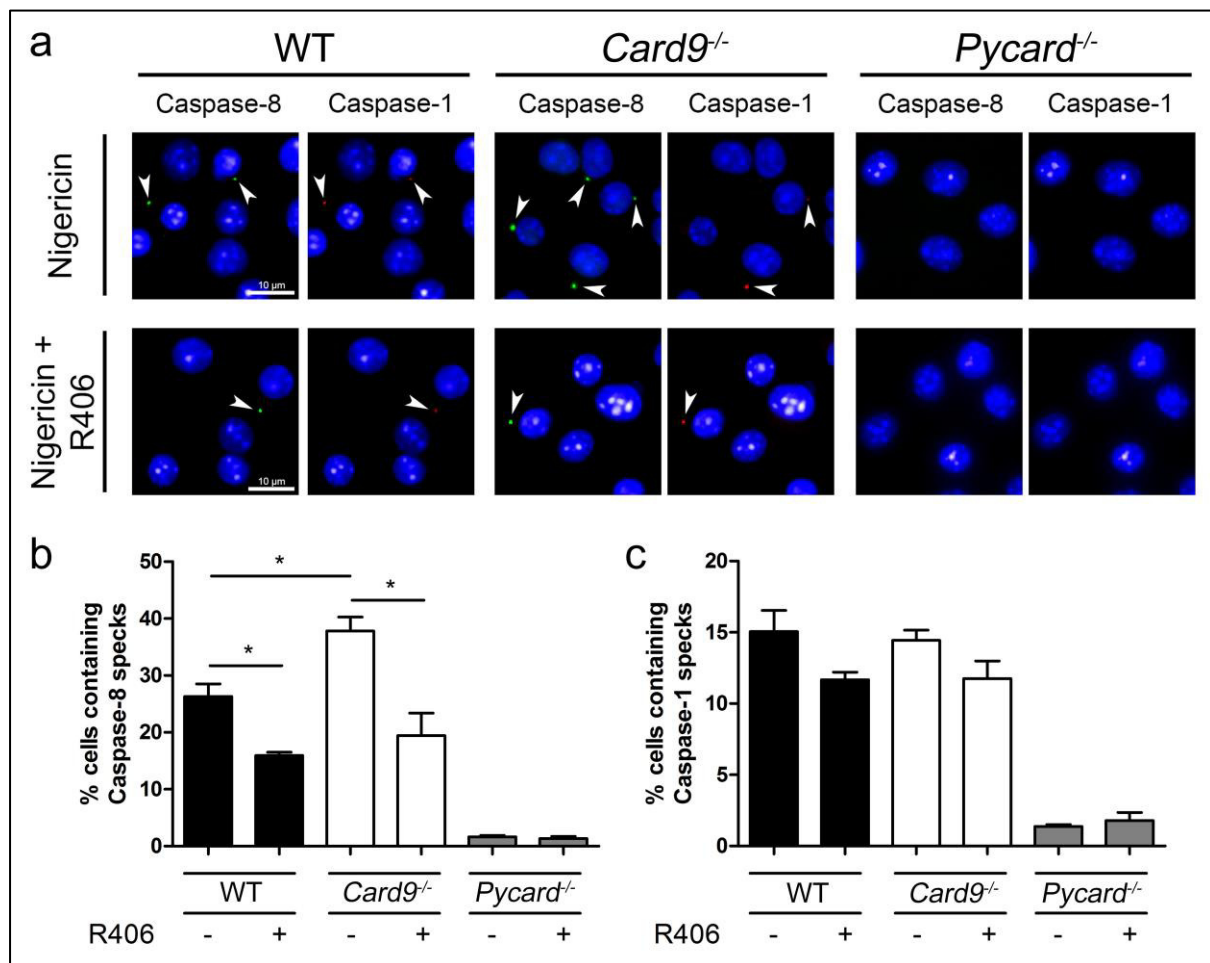 a
WT Card9-/- Pycard-/-
Caspase-8 Caspase-1 Caspase-8 Caspase-1 Caspase-8 Caspase-1
Nigericin
10 µm
Nigericin +
R406
10 µm
b
% cells containing
Caspase-8 specks
50
40
30
20
10
0
* * *
WT Card9-/- Pycard-/-
R406 - + - + - +
c
% cells containing
Caspase-1 specks
20
15
10
5
0
WT Card9-/- Pycard-/-
R406 - + - + - +